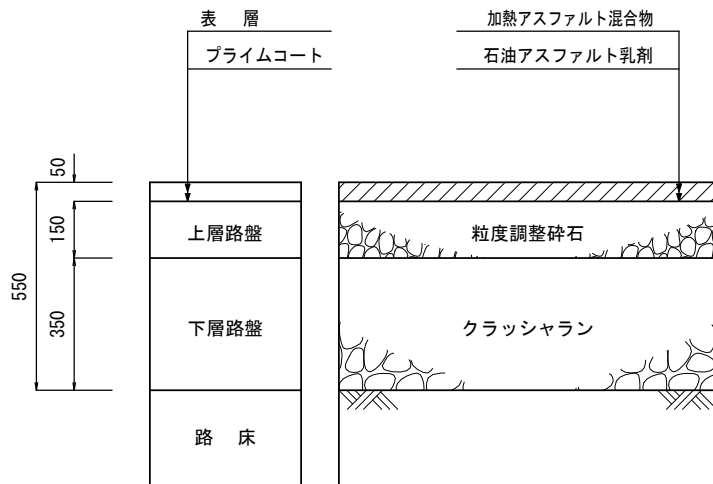 表 層
加熱アスファルト混合物
プライムコート
石油アスファルト乳剤
50
150
上層路盤
粒度調整砕石
550
350
下層路盤
クラッシャラン
路 床